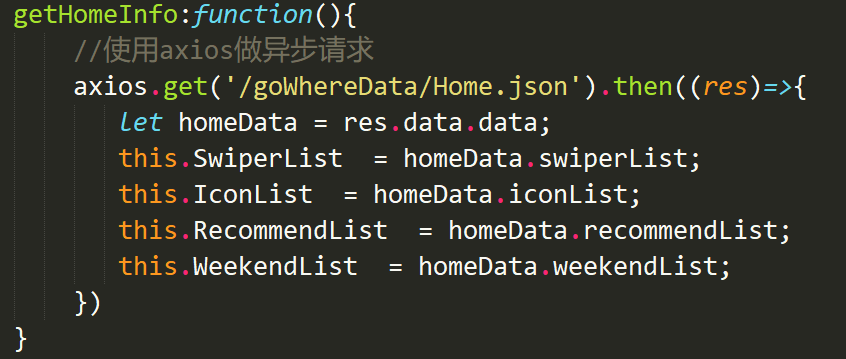 getHomeInfo:function(){
//使用axios做异步请求
axios.get('/goWhereData/Home.json').then((res)=>{
let homeData = res.data.data;
this.SwiperList  = homeData.swiperList;
this.IconList  = homeData.iconList;
this.RecommendList  = homeData.recommendList;
this.WeekendList  = homeData.weekendList;
})
}